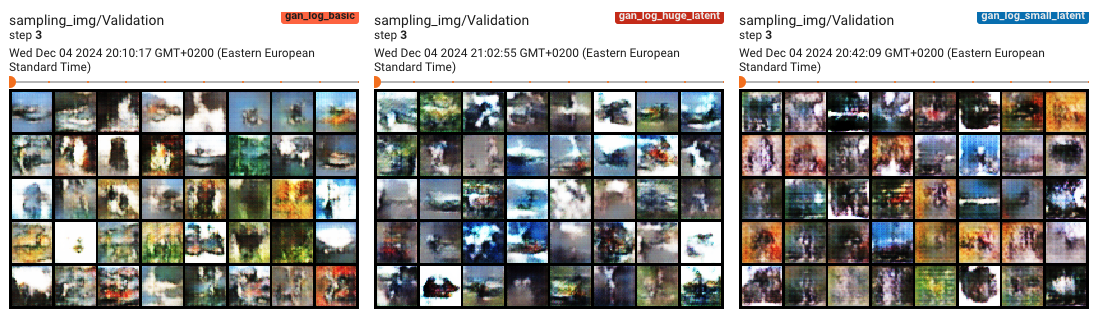 sampling_img/Validation
gan_log_basic
step 3
Wed Dec 04 2024 20:10:17 GMT+0200 (Eastern European
Standard Time)
sampling_img/Validation
gan_log_huge_latent
step 3
Wed Dec 04 2024 21:02:55 GMT+0200 (Eastern European
Standard Time)
sampling_img/Validation
gan_log_small_latent
step 3
Wed Dec 04 2024 20:42:09 GMT+0200 (Eastern European
Standard Time)